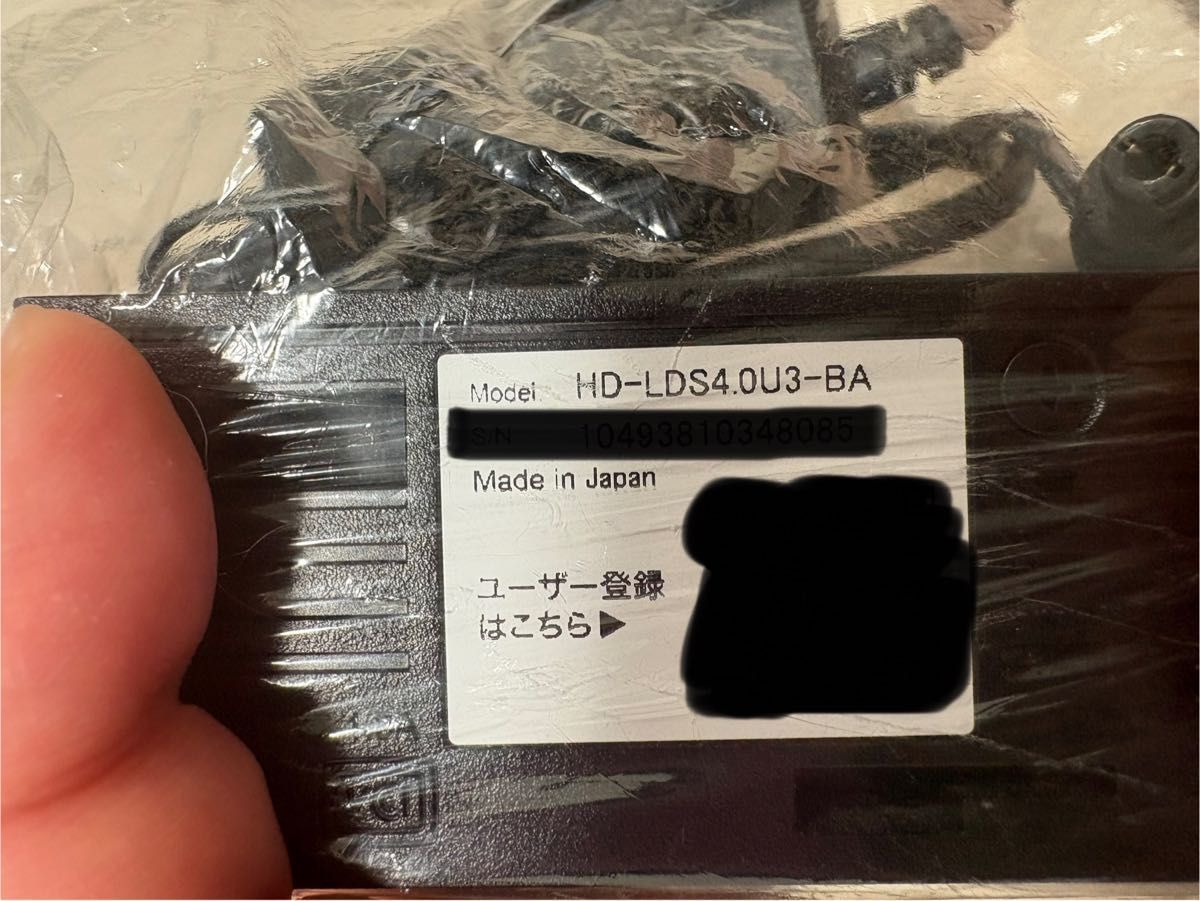 Model HD-LDS4.0U3-BA
S/N 10493810348085
Made in Japan
ユーザー登録
はこちら▶